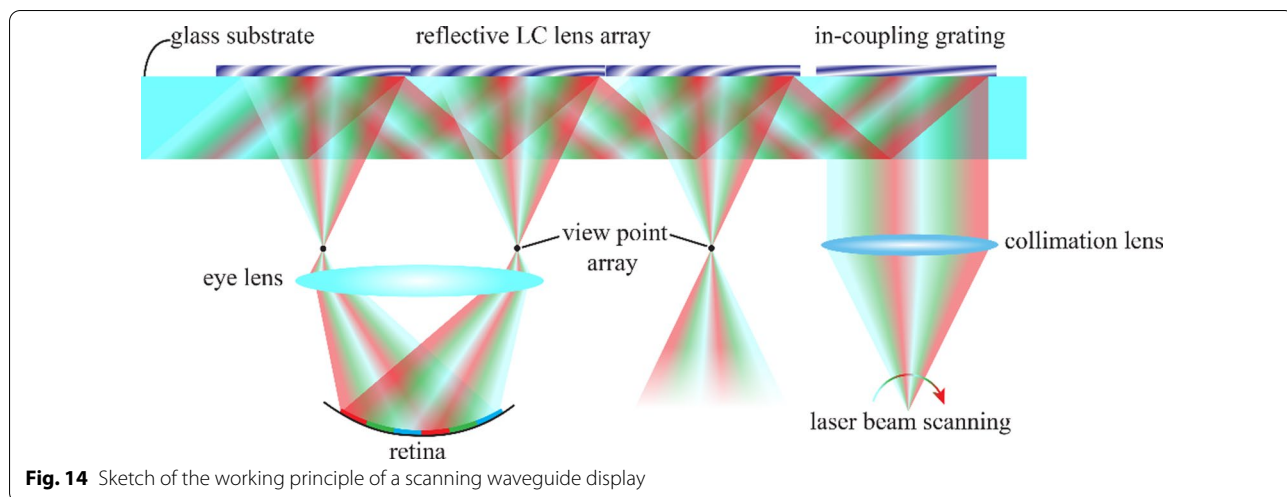 glass substrate
reflective LC lens array
in-coupling grating
view point
array
collimation lens
eye lens
laser beam scanning
retina
Fig. 14 Sketch of the working principle of a scanning waveguide display